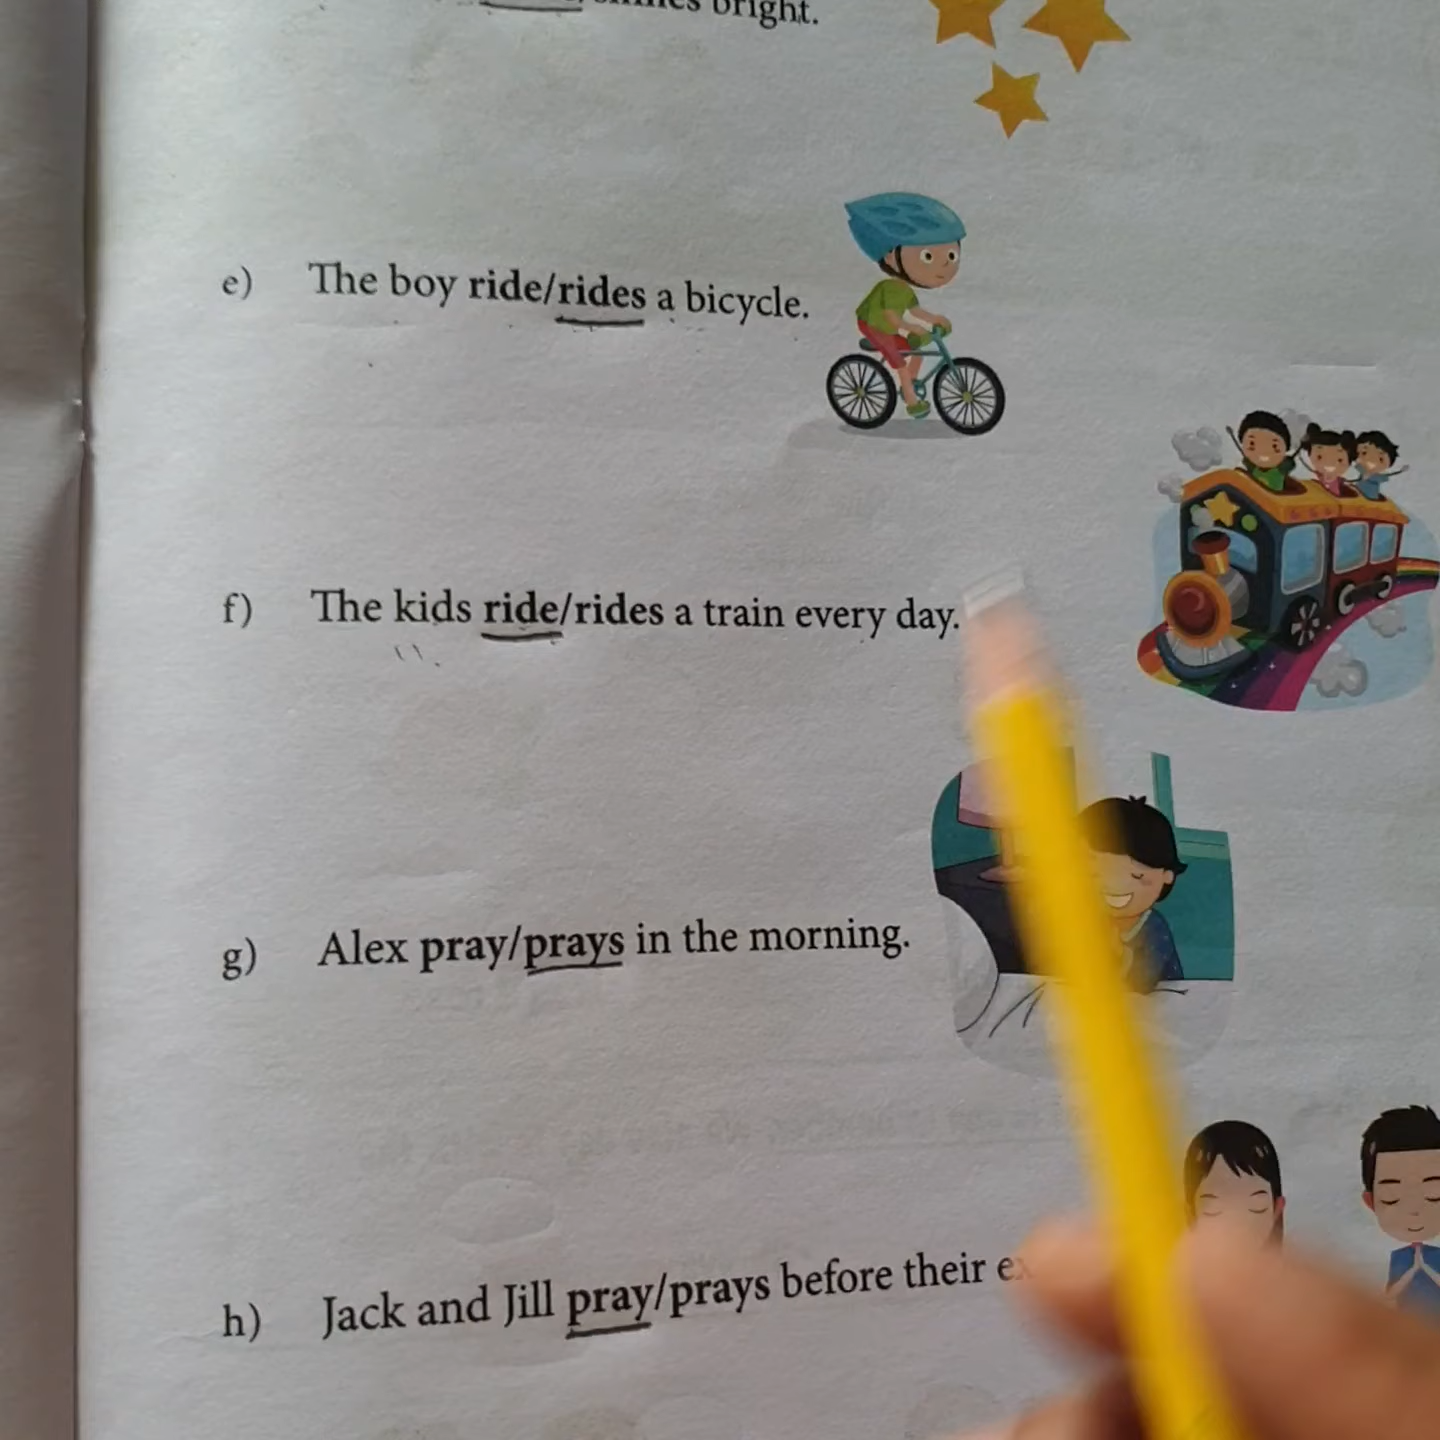 bright.
e) The boy ride/rides a bicycle.
f) The kids ride/rides a train every day.
g) Alex pray/prays in the morning.
h) Jack and Jill pray/prays before their